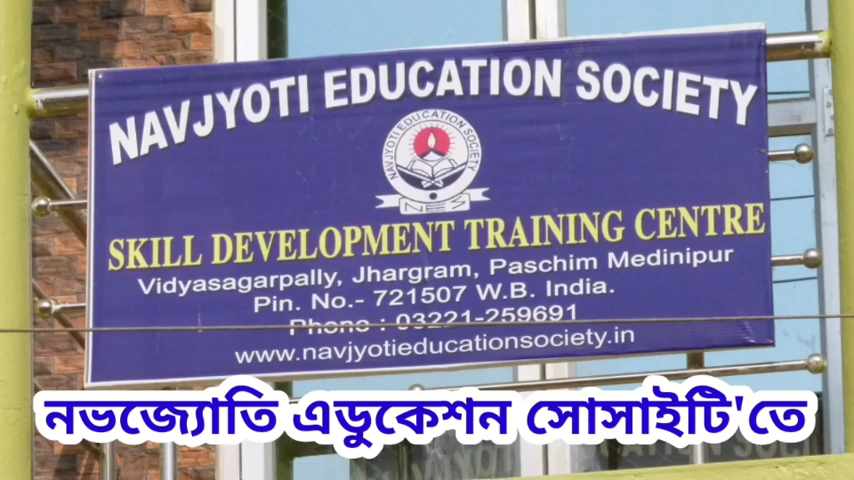 NAVJYOTI EDUCATION SOCIETY
NAVJYOTI EDUCATION SOCIETY
SKILL DEVELOPMENT TRAINING CENTRE
Vidyasagarpally, Jhargram, Paschim Medinipur
Pin. No.- 721507 W.B. India.
Phone : 03221-259691
www.navjyotieducationsociety.in
নভজ্যোতি এডুকেশন সোসাইটি'তে